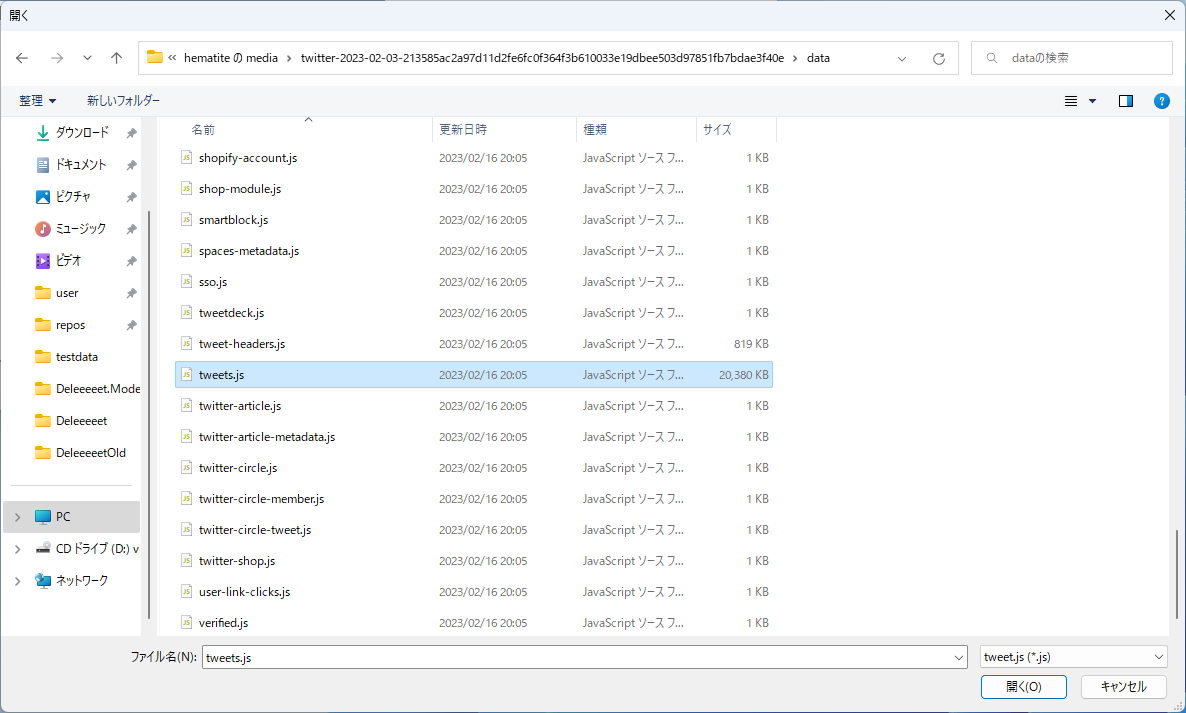 開く
« hematite の media › twitter-2023-02-03-213585ac2a97d11d2fe6fc0f364f3b610033e19dbee503d97851fb7bdae3f40e › data
dataの検索
整理 新しいフォルダー
ダウンロード
ドキュメント
ピクチャ
ミュージック
ビデオ
user
repos
testdata
Deleeeeet.Mode
Deleeeeet
DeleeeeetOld
PC
CD ドライブ (D:) v
ネットワーク
名前 更新日時 種類 サイズ
shopify-account.js 2023/02/16 20:05 JavaScript ソース フ... 1 KB
shop-module.js 2023/02/16 20:05 JavaScript ソース フ... 1 KB
smartblock.js 2023/02/16 20:05 JavaScript ソース フ... 1 KB
spaces-metadata.js 2023/02/16 20:05 JavaScript ソース フ... 1 KB
sso.js 2023/02/16 20:05 JavaScript ソース フ... 1 KB
tweetdeck.js 2023/02/16 20:05 JavaScript ソース フ... 1 KB
tweet-headers.js 2023/02/16 20:05 JavaScript ソース フ... 819 KB
tweets.js 2023/02/16 20:05 JavaScript ソース フ... 20,380 KB
twitter-article.js 2023/02/16 20:05 JavaScript ソース フ... 1 KB
twitter-article-metadata.js 2023/02/16 20:05 JavaScript ソース フ... 1 KB
twitter-circle.js 2023/02/16 20:05 JavaScript ソース フ... 1 KB
twitter-circle-member.js 2023/02/16 20:05 JavaScript ソース フ... 1 KB
twitter-circle-tweet.js 2023/02/16 20:05 JavaScript ソース フ... 1 KB
twitter-shop.js 2023/02/16 20:05 JavaScript ソース フ... 1 KB
user-link-clicks.js 2023/02/16 20:05 JavaScript ソース フ... 1 KB
verified.js 2023/02/16 20:05 JavaScript ソース フ... 1 KB
ファイル名(N): tweets.js tweet.js (*.js)
開く(O) キャンセル